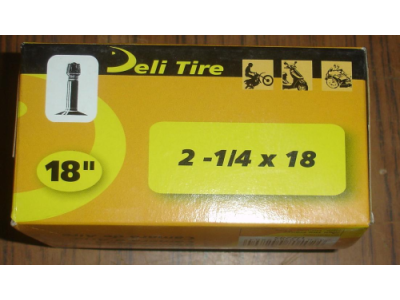 Deli Tire
18"
2 -1/4 x 18